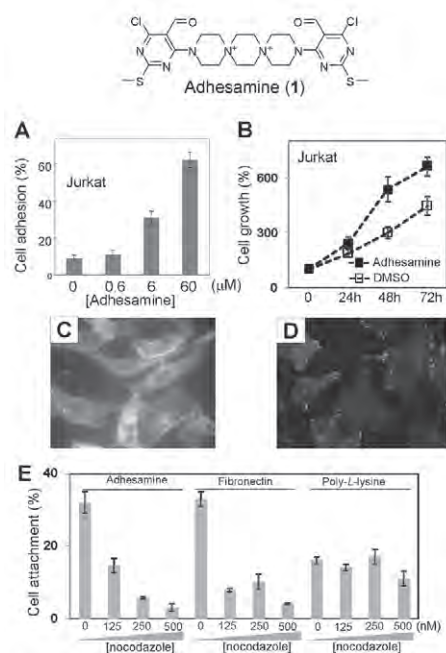 Cl
O
O
Cl
N
N
N+
N+
N
N
N
N
N
N
S
S
Adhesamine (1)
A
Jurkat
Cell adhesion (%)
60
40
20
0
0 0.6 6 60 (μM)
[Adhesamine]
B
Jurkat
Cell growth (%)
600
300
0
Adhesamine
DMSO
0 24h 48h 72h
C
D
E
Adhesamine Fibronectin Poly-L-lysine
Cell attachment (%)
40
20
0
0 125 250 500 0 125 250 500 0 125 250 500 (nM)
[nocodazole] [nocodazole] [nocodazole]